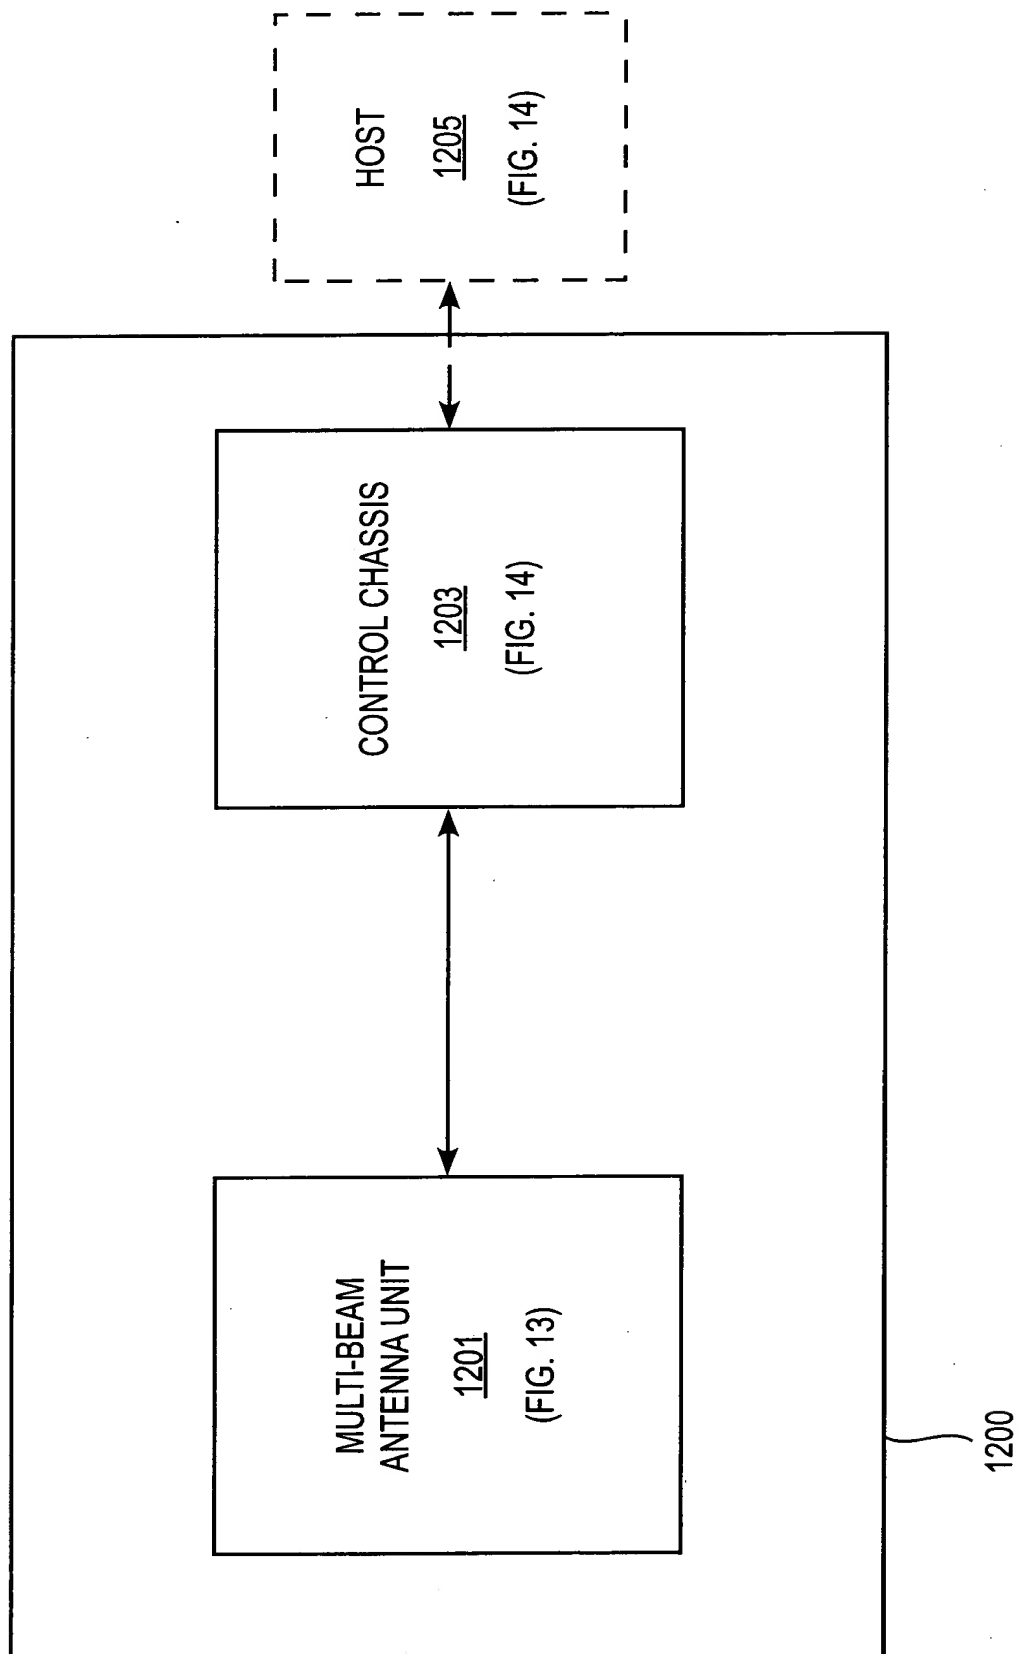 MULTI-BEAM
ANTENNA UNIT
1201
(FIG. 13)
CONTROL CHASSIS
1203
(FIG. 14)
HOST
1205
(FIG. 14)
1200